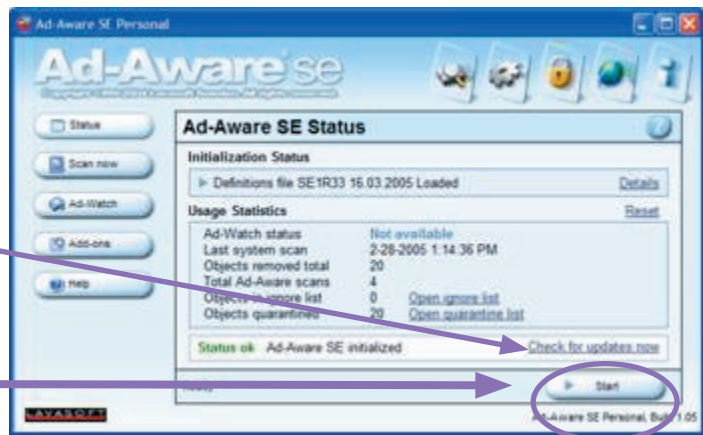 Ad-Aware SE Personal
Ad-Aware se
Status
Scan now
Ad-Watch
Add-ons
Help
Ad-Aware SE Status
Initialization Status
Definitions file SE1R33 16.03.2005 Loaded Details
Usage Statistics Reset
Ad-Watch status Not available
Last system scan 2-28-2005 1:14:36 PM
Objects removed total 20
Total Ad-Aware scans 4
Objects in ignore list 0 Open ignore list
Objects quarantined 20 Open quarantine list
Status ok Ad-Aware SE initialized Check for updates now
Start
LAVASOFT
Ad-Aware SE Personal, Build 1.05